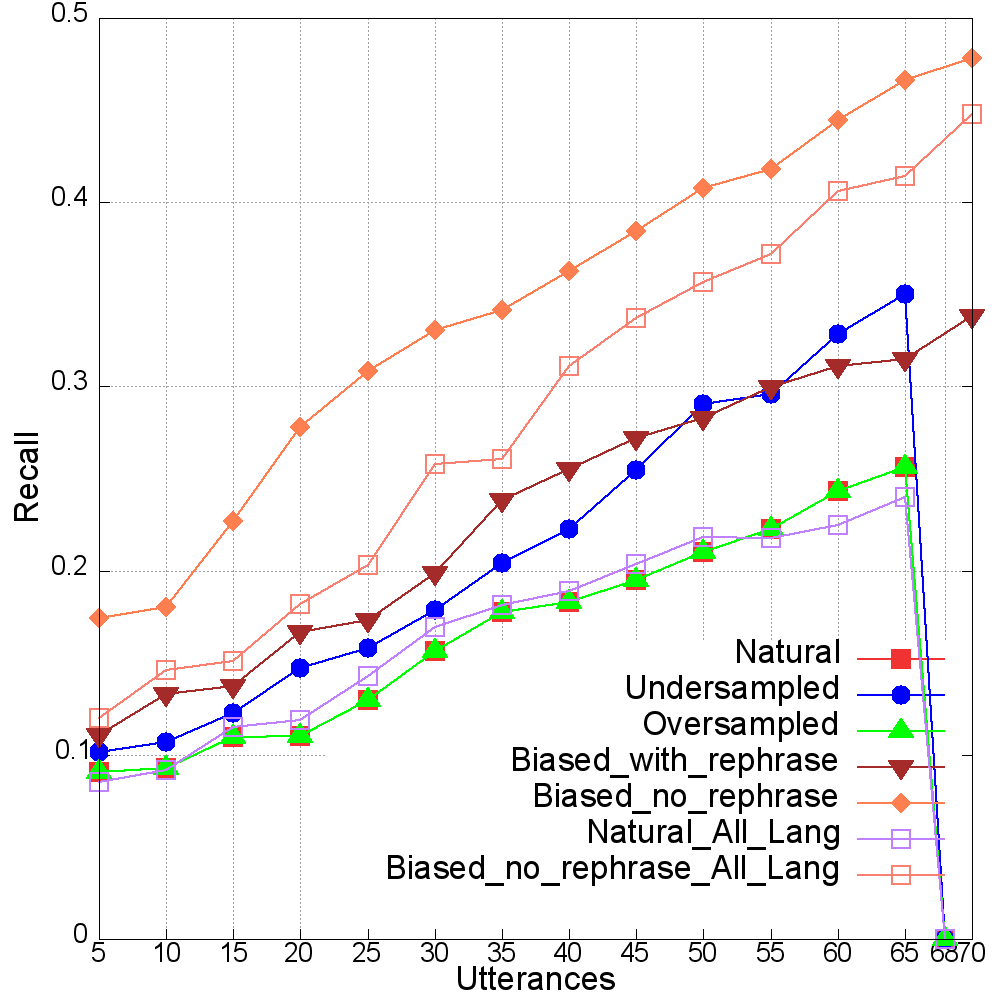 0.5
0.4
0.3
0.2
0.1
0
Recall
Natural
Undersampled
Oversampled
Biased_with_rephrase
Biased_no_rephrase
Natural_All_Lang
Biased_no_rephrase_All_Lang
5 10 15 20 25 30 35 40 45 50 55 60 65 68 70
Utterances